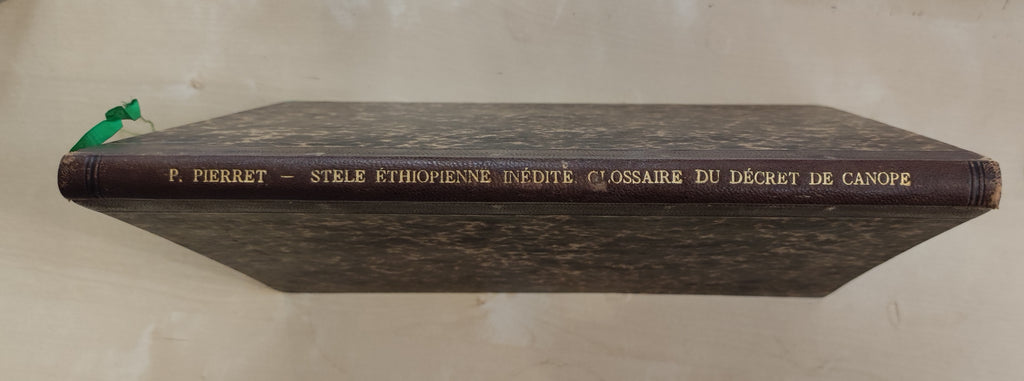 P. PIERRET — STELE ÉTHIOPIENNE INÉDITE GLOSSAIRE DU DÉCRET DE CANOPE